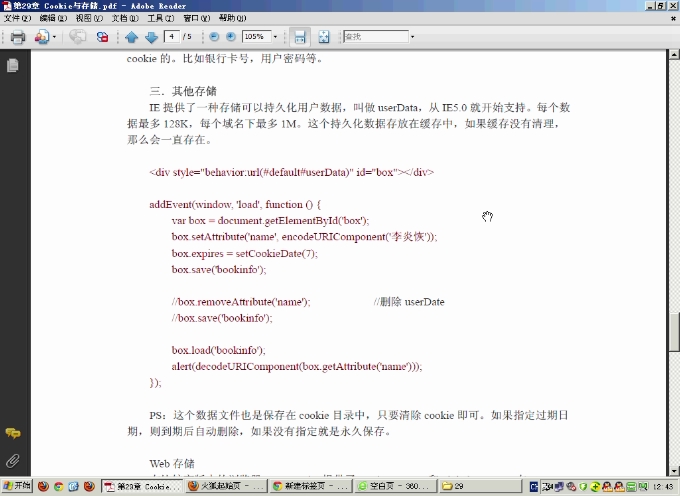 第29章 Cookie与存储.pdf - Adobe Reader
文件(F) 编辑(E) 视图(V) 文档(D) 工具(T) 窗口(W) 帮助(H)
4 / 5 105% 查找
cookie 的。比如银行卡号，用户密码等。
三．其他存储
IE 提供了一种存储可以持久化用户数据，叫做 userData，从 IE5.0 就开始支持。每个数
据最多 128K，每个域名下最多 1M。这个持久化数据存放在缓存中，如果缓存没有清理，
那么会一直存在。
<div style="behavior:url(#default#userData)" id="box"></div>
addEvent(window, 'load', function () {
var box = document.getElementById('box');
box.setAttribute('name', encodeURIComponent('李炎恢'));
box.expires = setCookieDate(7);
box.save('bookinfo');
//box.removeAttribute('name'); //删除 userDate
//box.save('bookinfo');
box.load('bookinfo');
alert(decodeURIComponent(box.getAttribute('name')));
});
PS：这个数据文件也是保存在 cookie 目录中，只要清除 cookie 即可。如果指定过期日
期，则到期后自动删除，如果没有指定就是永久保存。
Web 存储
开始 第29章 Cookie... 火狐起始页 - ... 新建标签页 - ... 空白页 - 360... 29 12:43